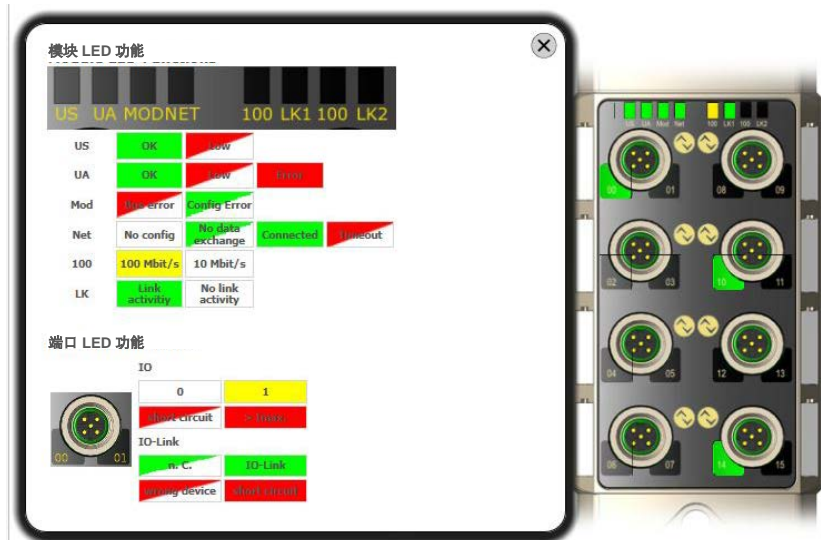 模块 LED 功能
US UA MODNET 100 LK1 100 LK2
US OK Low
UA OK Low Error
Mod Bus error Config Error
Net No config No data exchange Connected Timeout
100 100 Mbit/s 10 Mbit/s
LK Link activitiy No link activity
端口 LED 功能
IO
0 1
short circuit > Imax.
00 01
IO-Link
n. C. IO-Link
wrong device short circuit
US UA Mod Net 100 LK1 100 LK2
00 01 08 09
02 03 10 11
04 05 12 13
06 07 14 15